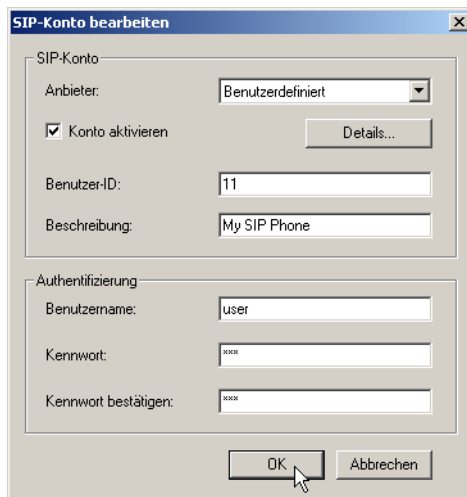 SIP-Konto bearbeiten
SIP-Konto
Anbieter: Benutzerdefiniert
Konto aktivieren Details...
Benutzer-ID: 11
Beschreibung: My SIP Phone
Authentifizierung
Benutzername: user
Kennwort: ***
Kennwort bestätigen: ***
OK Abbrechen